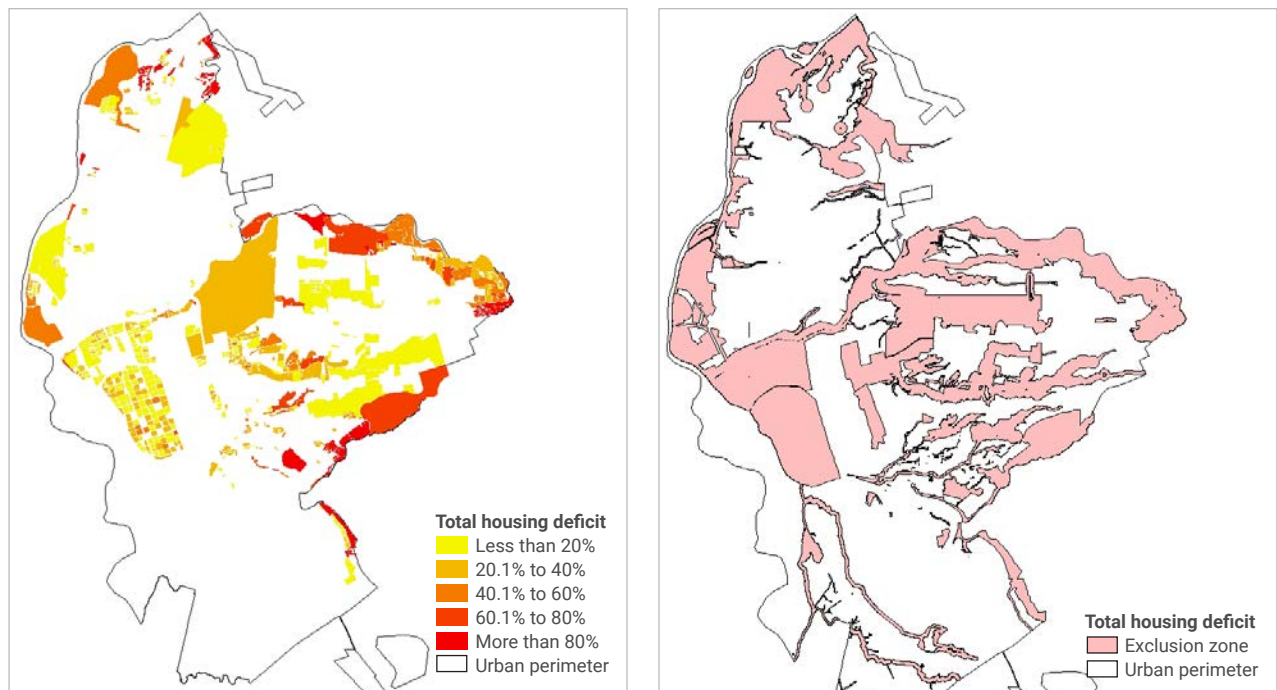 Total housing deficit
Less than 20%
20.1% to 40%
40.1% to 60%
60.1% to 80%
More than 80%
Urban perimeter
Total housing deficit
Exclusion zone
Urban perimeter